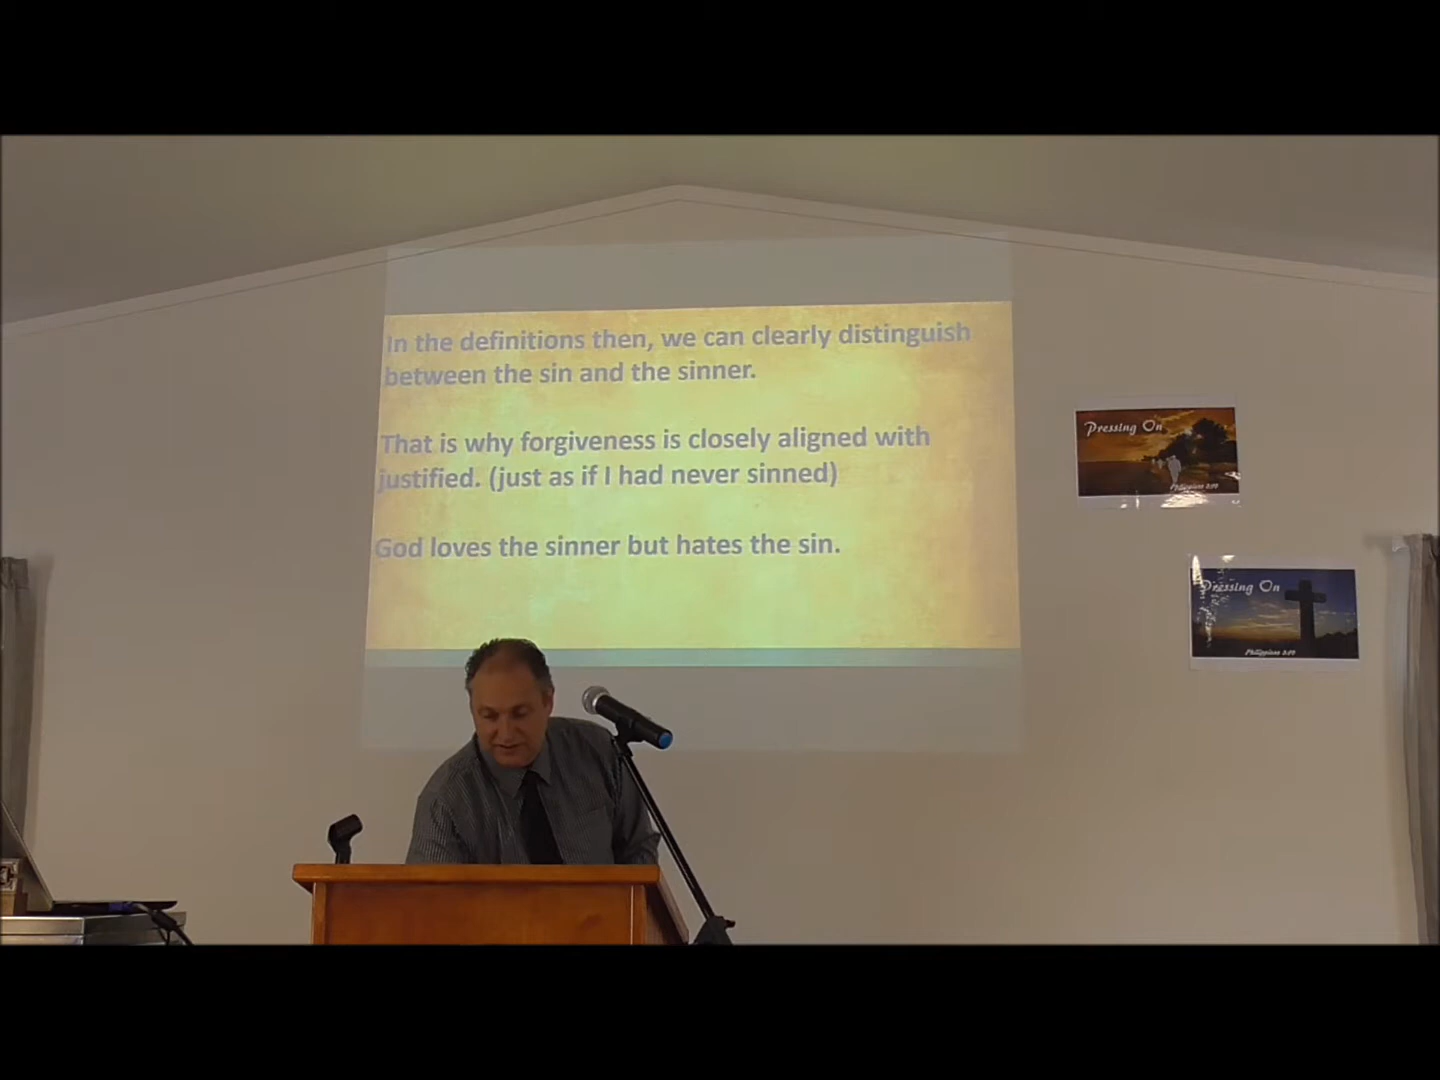 In the definitions then, we can clearly distinguish
between the sin and the sinner.
That is why forgiveness is closely aligned with
justified. (just as if I had never sinned)
God loves the sinner but hates the sin.
Pressing On
Pressing On